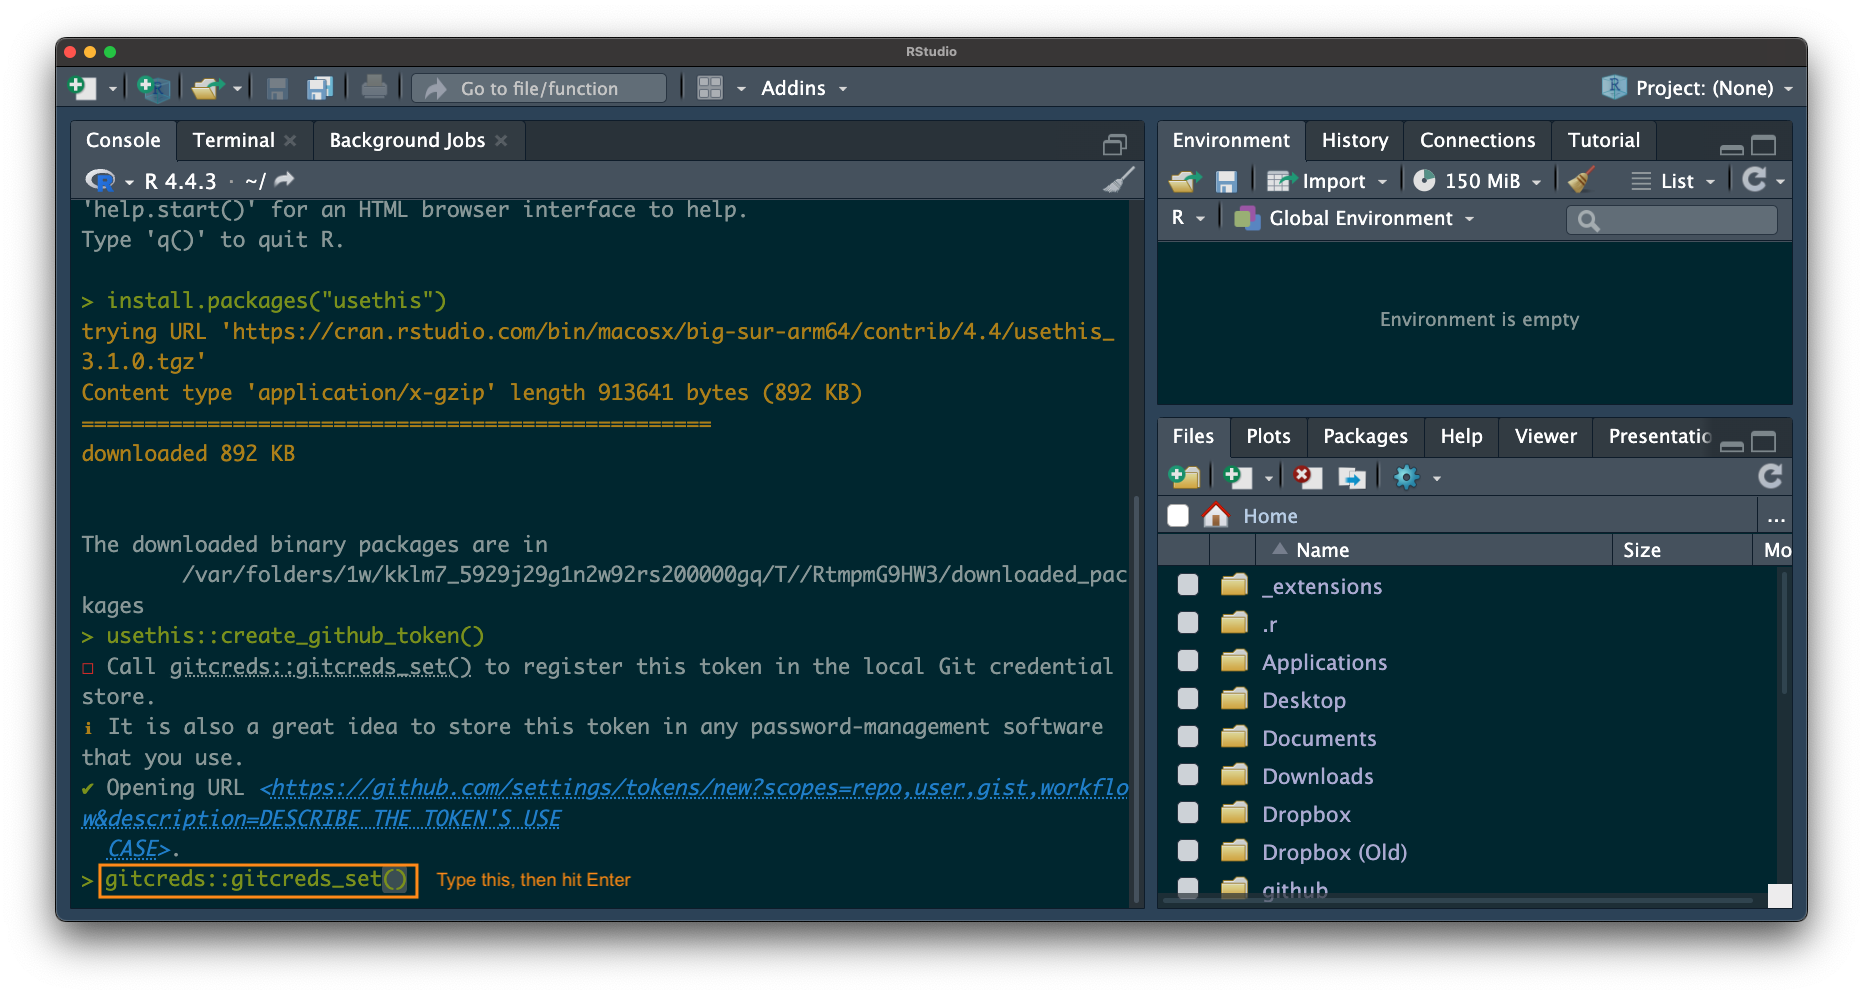 RStudio
Go to file/function
Addins
Project: (None)
Console
Terminal
Background Jobs
R 4.4.3 · ~/
'help.start()' for an HTML browser interface to help.
Type 'q()' to quit R.
> install.packages("usethis")
trying URL 'https://cran.rstudio.com/bin/macosx/big-sur-arm64/contrib/4.4/usethis_
3.1.0.tgz'
Content type 'application/x-gzip' length 913641 bytes (892 KB)
==================================================
downloaded 892 KB
The downloaded binary packages are in
/var/folders/1w/kklm7_5929j29g1n2w92rs200000gq/T//RtmpmG9HW3/downloaded_pac
kages
> usethis::create_github_token()
☐ Call gitcreds::gitcreds_set() to register this token in the local Git credential
store.
ℹ It is also a great idea to store this token in any password-management software
that you use.
✔ Opening URL <https://github.com/settings/tokens/new?scopes=repo,user,gist,workflo
w&description=DESCRIBE THE TOKEN'S USE
CASE>.
> gitcreds::gitcreds_set()
Type this, then hit Enter
Environment
History
Connections
Tutorial
Import
150 MiB
List
R
Global Environment
Environment is empty
Files
Plots
Packages
Help
Viewer
Presentatio
Home
...
Name
Size
Mo
_extensions
.r
Applications
Desktop
Documents
Downloads
Dropbox
Dropbox (Old)
github